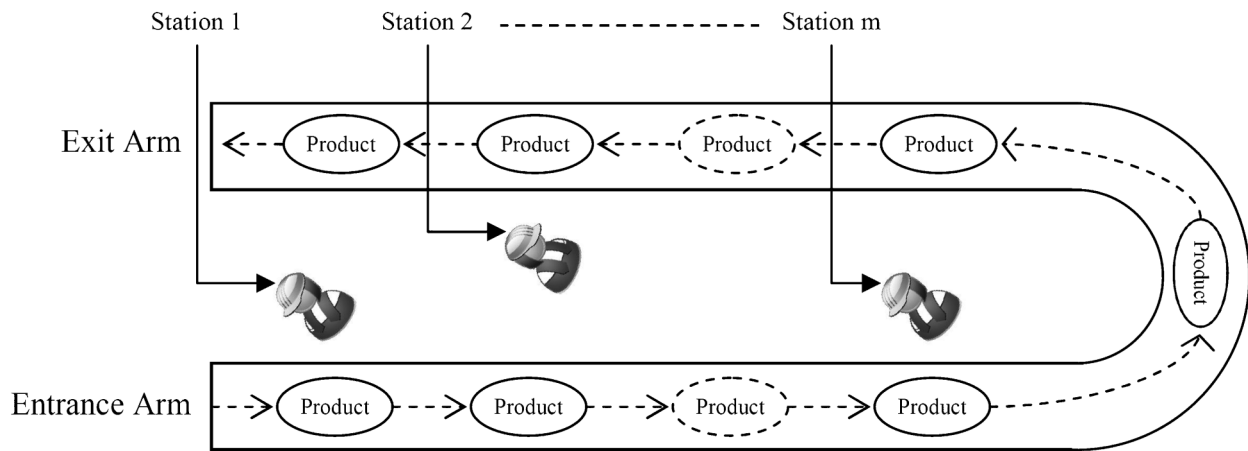 Station 1
Station 2
Station m
Exit Arm
Product
Product
Product
Product
Product
Entrance Arm
Product
Product
Product
Product